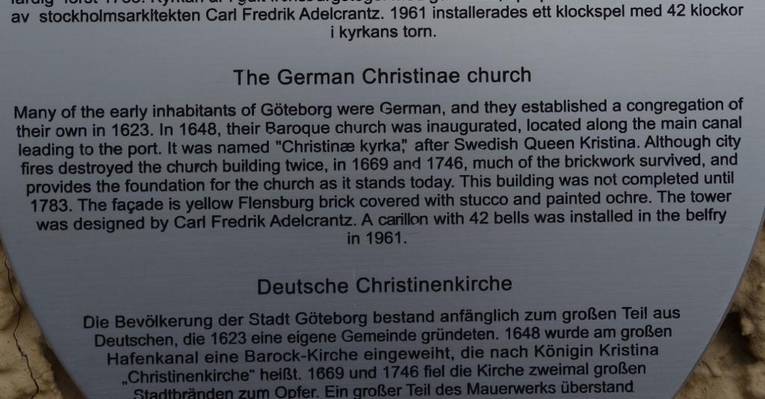 av stockholmsarkitekten Carl Fredrik Adelcrantz. 1961 installerades ett klockspel med 42 klockor
i kyrkans torn.
The German Christinae church
Many of the early inhabitants of Göteborg were German, and they established a congregation of
their own in 1623. In 1648, their Baroque church was inaugurated, located along the main canal
leading to the port. It was named "Christinæ kyrka," after Swedish Queen Kristina. Although city
fires destroyed the church building twice, in 1669 and 1746, much of the brickwork survived, and
provides the foundation for the church as it stands today. This building was not completed until
1783. The façade is yellow Flensburg brick covered with stucco and painted ochre. The tower
was designed by Carl Fredrik Adelcrantz. A carillon with 42 bells was installed in the belfry
in 1961.
Deutsche Christinenkirche
Die Bevölkerung der Stadt Göteborg bestand anfänglich zum großen Teil aus
Deutschen, die 1623 eine eigene Gemeinde gründeten. 1648 wurde am großen
Hafenkanal eine Barock-Kirche eingeweiht, die nach Königin Kristina
„Christinenkirche“ heißt. 1669 und 1746 fiel die Kirche zweimal großen
Stadtbränden zum Opfer. Ein großer Teil des Mauerwerks überstand